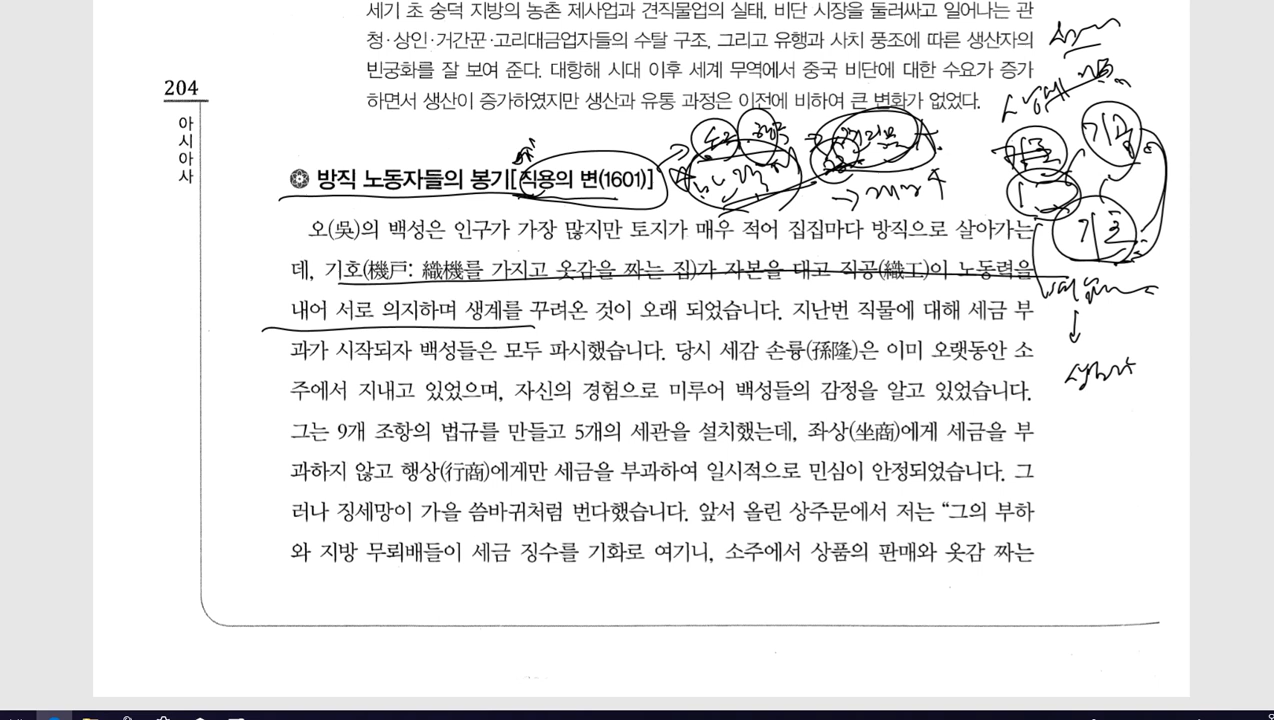 세기 초 숭덕 지방의 농촌 제사업과 견직물업의 실태, 비단 시장을 둘러싸고 일어나는 관
청·상인·거간꾼·고리대금업자들의 수탈 구조, 그리고 유행과 사치 풍조에 따른 생산자의
빈궁화를 잘 보여 준다. 대항해 시대 이후 세계 무역에서 중국 비단에 대한 수요가 증가
하면서 생산이 증가하였지만 생산과 유통 과정은 이전에 비하여 큰 변화가 없었다.
204
아시아사
방직 노동자들의 봉기[직용의 변(1601)]
기호
오(吳)의 백성은 인구가 가장 많지만 토지가 매우 적어 집집마다 방직으로 살아가는
데, 기호(機戶: 織機를 가지고 옷감을 짜는 집)가 자본을 대고 직공(織工)이 노동력을
내어 서로 의지하며 생계를 꾸려온 것이 오래 되었습니다. 지난번 직물에 대해 세금 부
과가 시작되자 백성들은 모두 파시했습니다. 당시 세감 손륭(孫隆)은 이미 오랫동안 소
주에서 지내고 있었으며, 자신의 경험으로 미루어 백성들의 감정을 알고 있었습니다.
그는 9개 조항의 법규를 만들고 5개의 세관을 설치했는데, 좌상(坐商)에게 세금을 부
과하지 않고 행상(行商)에게만 세금을 부과하여 일시적으로 민심이 안정되었습니다. 그
러나 징세망이 가을 씀바귀처럼 번다했습니다. 앞서 올린 상주문에서 저는 “그의 부하
와 지방 무뢰배들이 세금 징수를 기화로 여기니, 소주에서 상품의 판매와 옷감 짜는